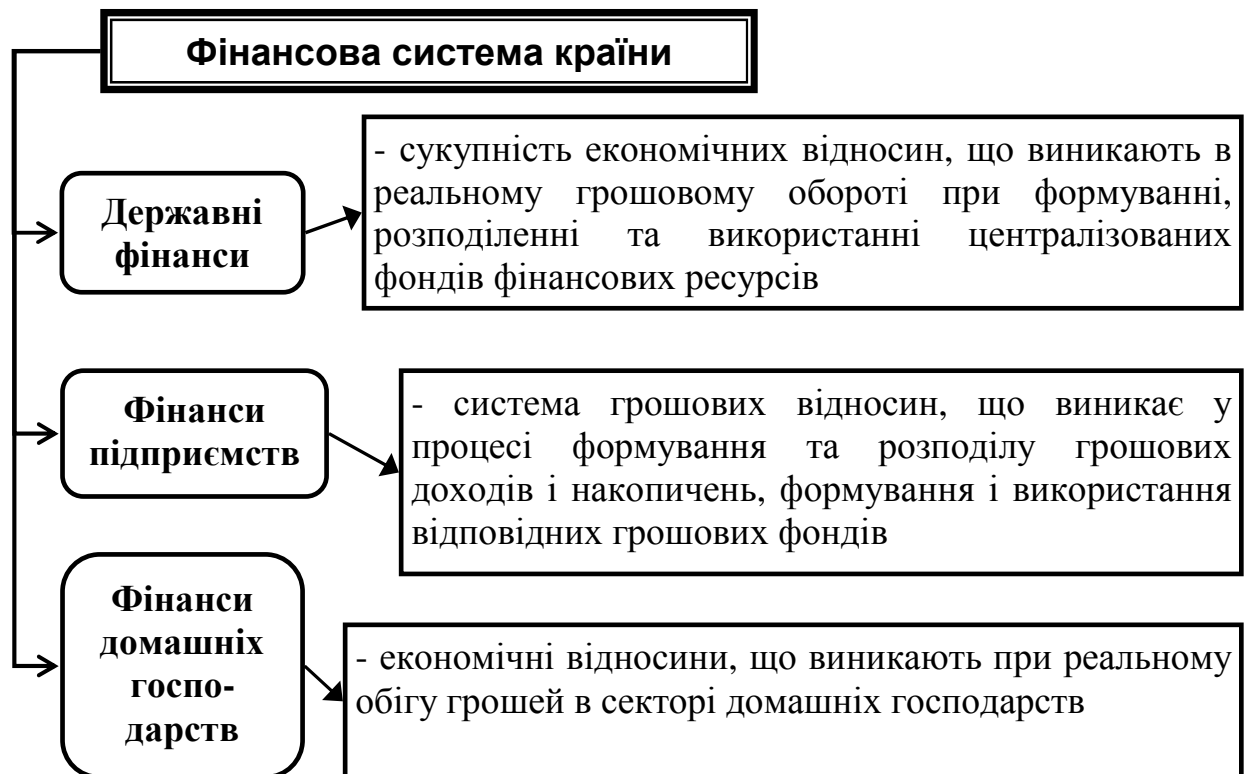 Фінансова система країни
Державні
фінанси
- сукупність економічних відносин, що виникають в
реальному грошовому обороті при формуванні,
розподіленні та використанні централізованих
фондів фінансових ресурсів
Фінанси
підприємств
- система грошових відносин, що виникає у
процесі формування та розподілу грошових
доходів і накопичень, формування і використання
відповідних грошових фондів
Фінанси
домашніх
госпо-
дарств
- економічні відносини, що виникають при реальному
обігу грошей в секторі домашніх господарств